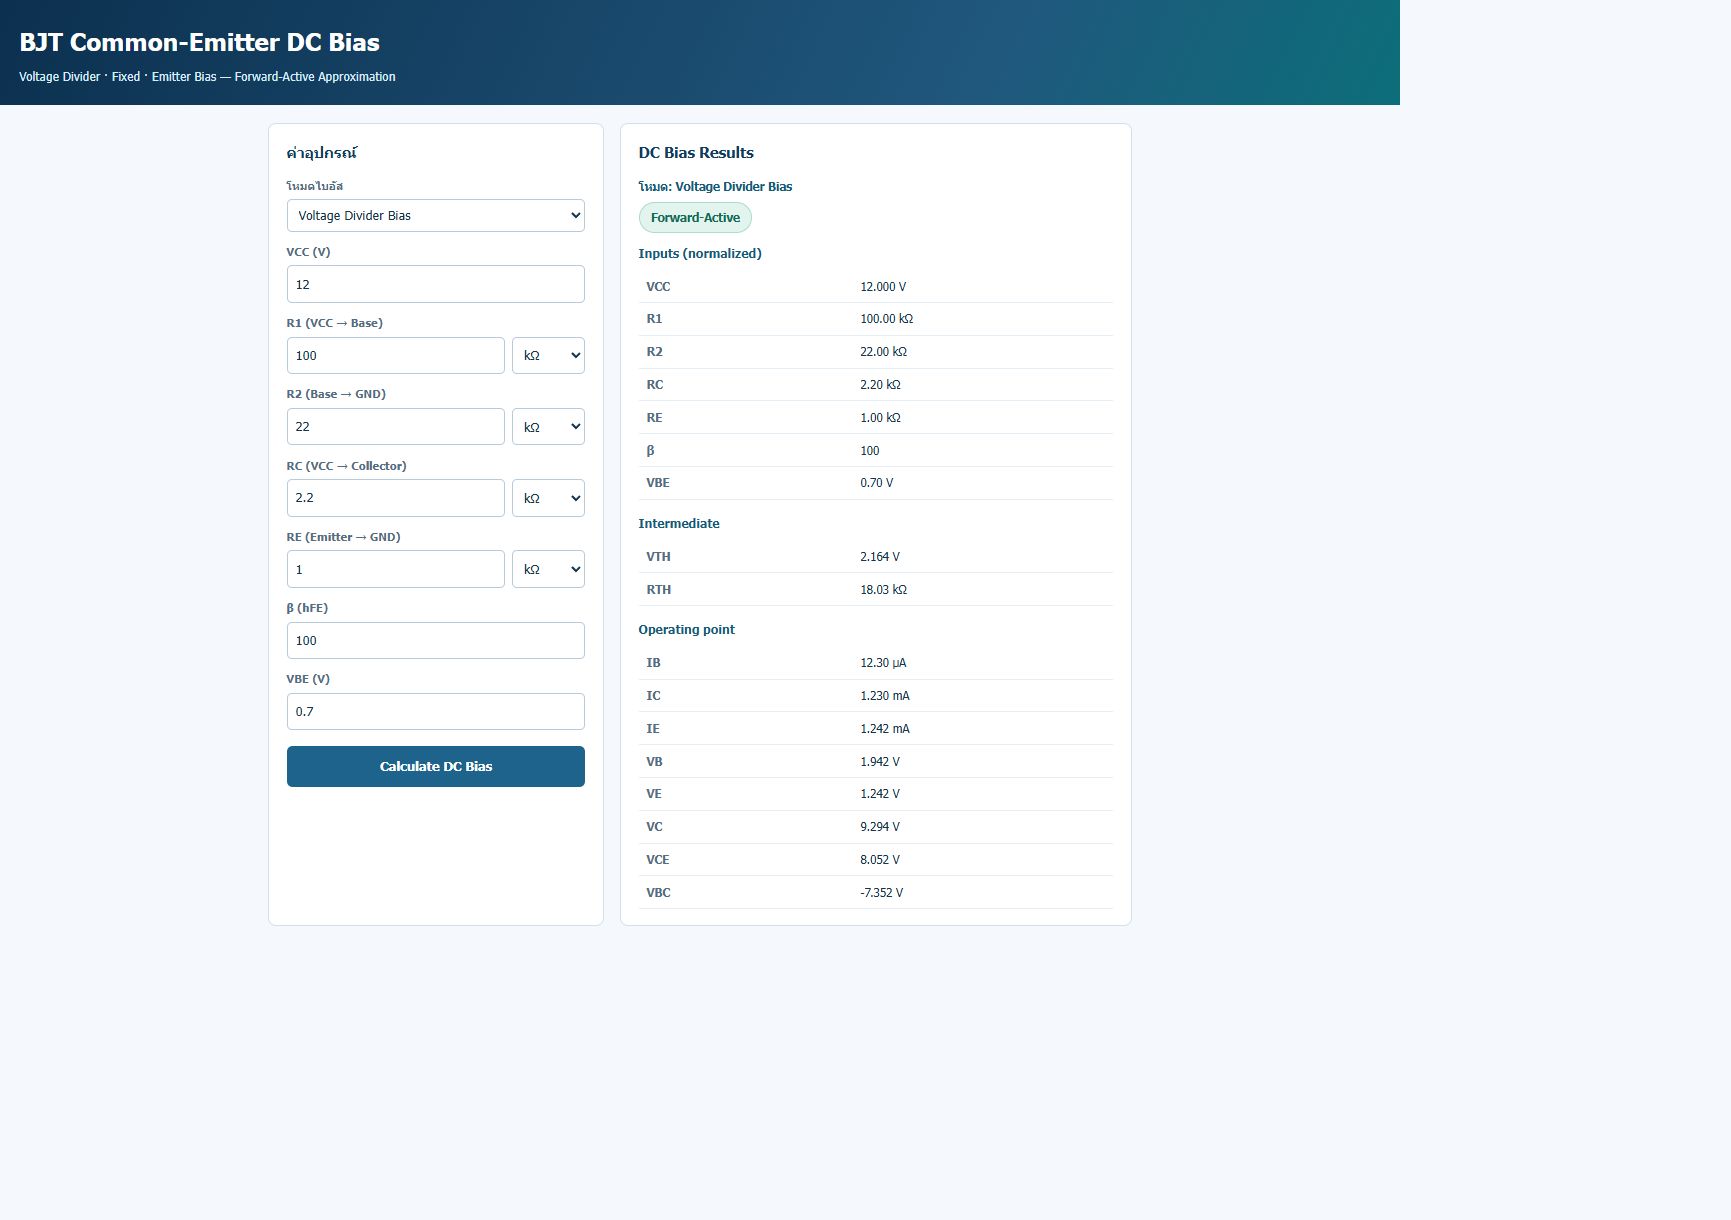 BJT Common-Emitter DC Bias
Voltage Divider · Fixed · Emitter Bias — Forward-Active Approximation
ค่าอุปกรณ์
โหมดไบอัส
Voltage Divider Bias
VCC (V)
12
R1 (VCC → Base)
100 kΩ
R2 (Base → GND)
22 kΩ
RC (VCC → Collector)
2.2 kΩ
RE (Emitter → GND)
1 kΩ
β (hFE)
100
VBE (V)
0.7
Calculate DC Bias
DC Bias Results
โหมด: Voltage Divider Bias
Forward-Active
Inputs (normalized)
VCC 12.000 V
R1 100.00 kΩ
R2 22.00 kΩ
RC 2.20 kΩ
RE 1.00 kΩ
β 100
VBE 0.70 V
Intermediate
VTH 2.164 V
RTH 18.03 kΩ
Operating point
IB 12.30 µA
IC 1.230 mA
IE 1.242 mA
VB 1.942 V
VE 1.242 V
VC 9.294 V
VCE 8.052 V
VBC -7.352 V